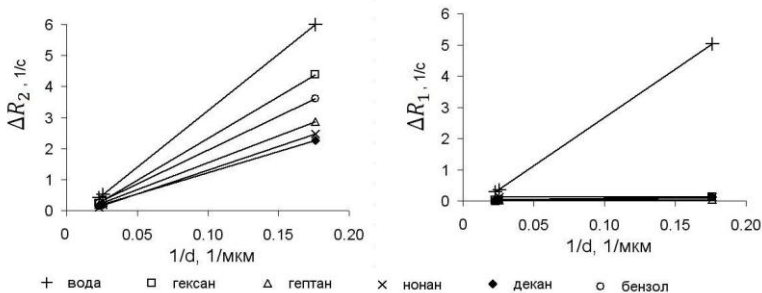 ΔR₂, 1/с
6
5
4
3
2
1
0
0 0.05 0.10 0.15 0.20
1/d, 1/мкм
ΔR₁, 1/с
6
5
4
3
2
1
0
0.00 0.05 0.10 0.15 0.20
1/d, 1/мкм
вода гексан гептан нонан декан бензол